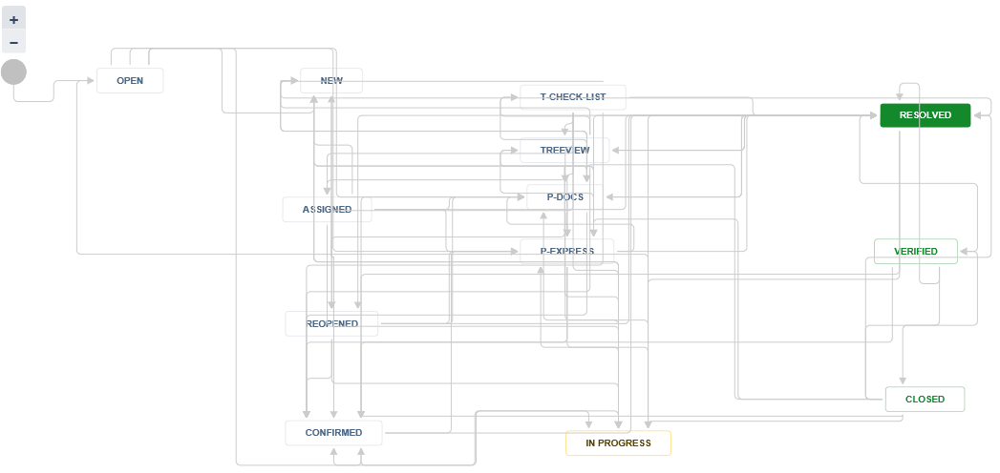 +
−
OPEN
NEW
T-CHECK-LIST
RESOLVED
TREEVIEW
P-DOCS
ASSIGNED
P-EXPRESS
VERIFIED
REOPENED
CLOSED
CONFIRMED
IN PROGRESS